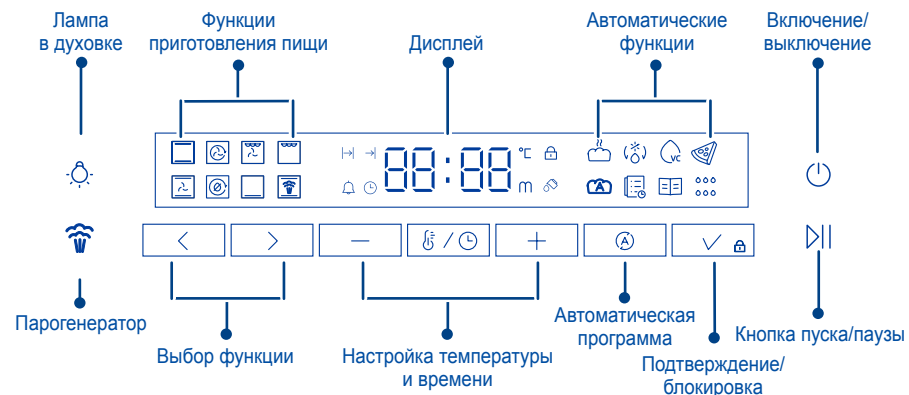 Лампа
в духовке
Функции
приготовления пищи
Дисплей
Автоматические
функции
Включение/
выключение
88:88 °C
VC
m
A
A
Парогенератор
Выбор функции
Настройка температуры
и времени
Автоматическая
программа
Подтверждение/
блокировка
Кнопка пуска/паузы